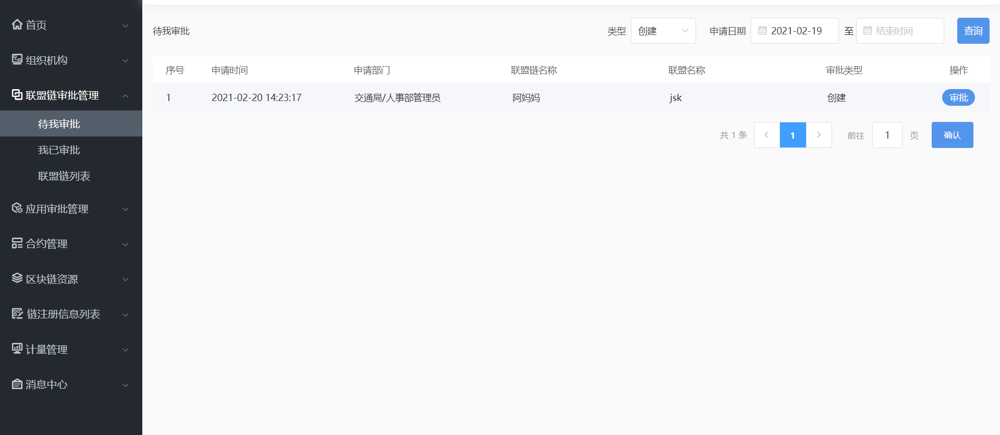 首页
组织机构
联盟链审批管理
待我审批
我已审批
联盟链列表
应用审批管理
合约管理
区块链资源
链注册信息列表
计量管理
消息中心
待我审批 类型 创建 申请日期 2021-02-19 至 结束时间 查询
序号 申请时间 申请部门 联盟链名称 联盟名称 审批类型 操作
1 2021-02-20 14:23:17 交通局/人事部管理员 阿妈妈 jsk 创建 审批
共 1 条 1 前往 1 页 确认